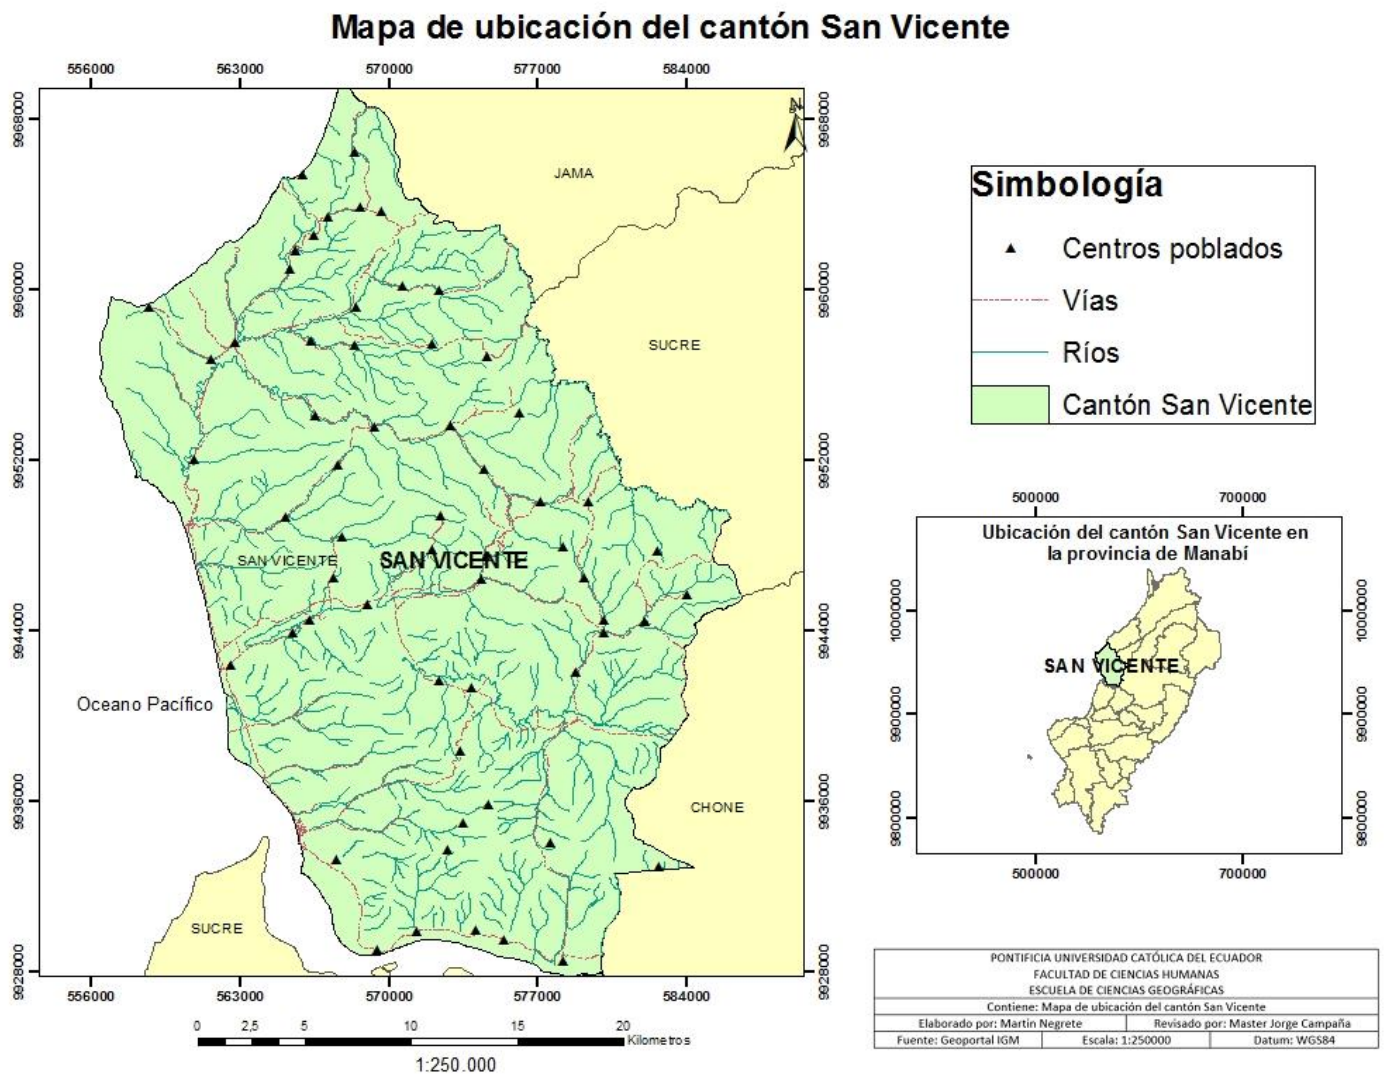 Mapa de ubicación del cantón San Vicente
556000 563000 570000 577000 584000
9968000 9968000
N
JAMA
9960000 9960000
SUCRE
9952000 9952000
SAN VICENTE
SAN VICENTE
9944000 9944000
Oceano Pacífico
9936000 9936000
CHONE
SUCRE
9928000 9928000
556000 563000 570000 577000 584000
0 2,5 5 10 15 20
Kilometros
1:250.000
Simbología
Centros poblados
Vías
Ríos
Cantón San Vicente
500000 700000
Ubicación del cantón San Vicente en
la provincia de Manabí
10000000 10000000
SAN VICENTE
9900000 9900000
9800000 9800000
500000 700000
PONTIFICIA UNIVERSIDAD CATÓLICA DEL ECUADOR
FACULTAD DE CIENCIAS HUMANAS
ESCUELA DE CIENCIAS GEOGRÁFICAS
Contiene: Mapa de ubicación del cantón San Vicente
Elaborado por: Martin Negrete Revisado por: Master Jorge Campaña
Fuente: Geoportal IGM Escala: 1:250000 Datum: WGS84